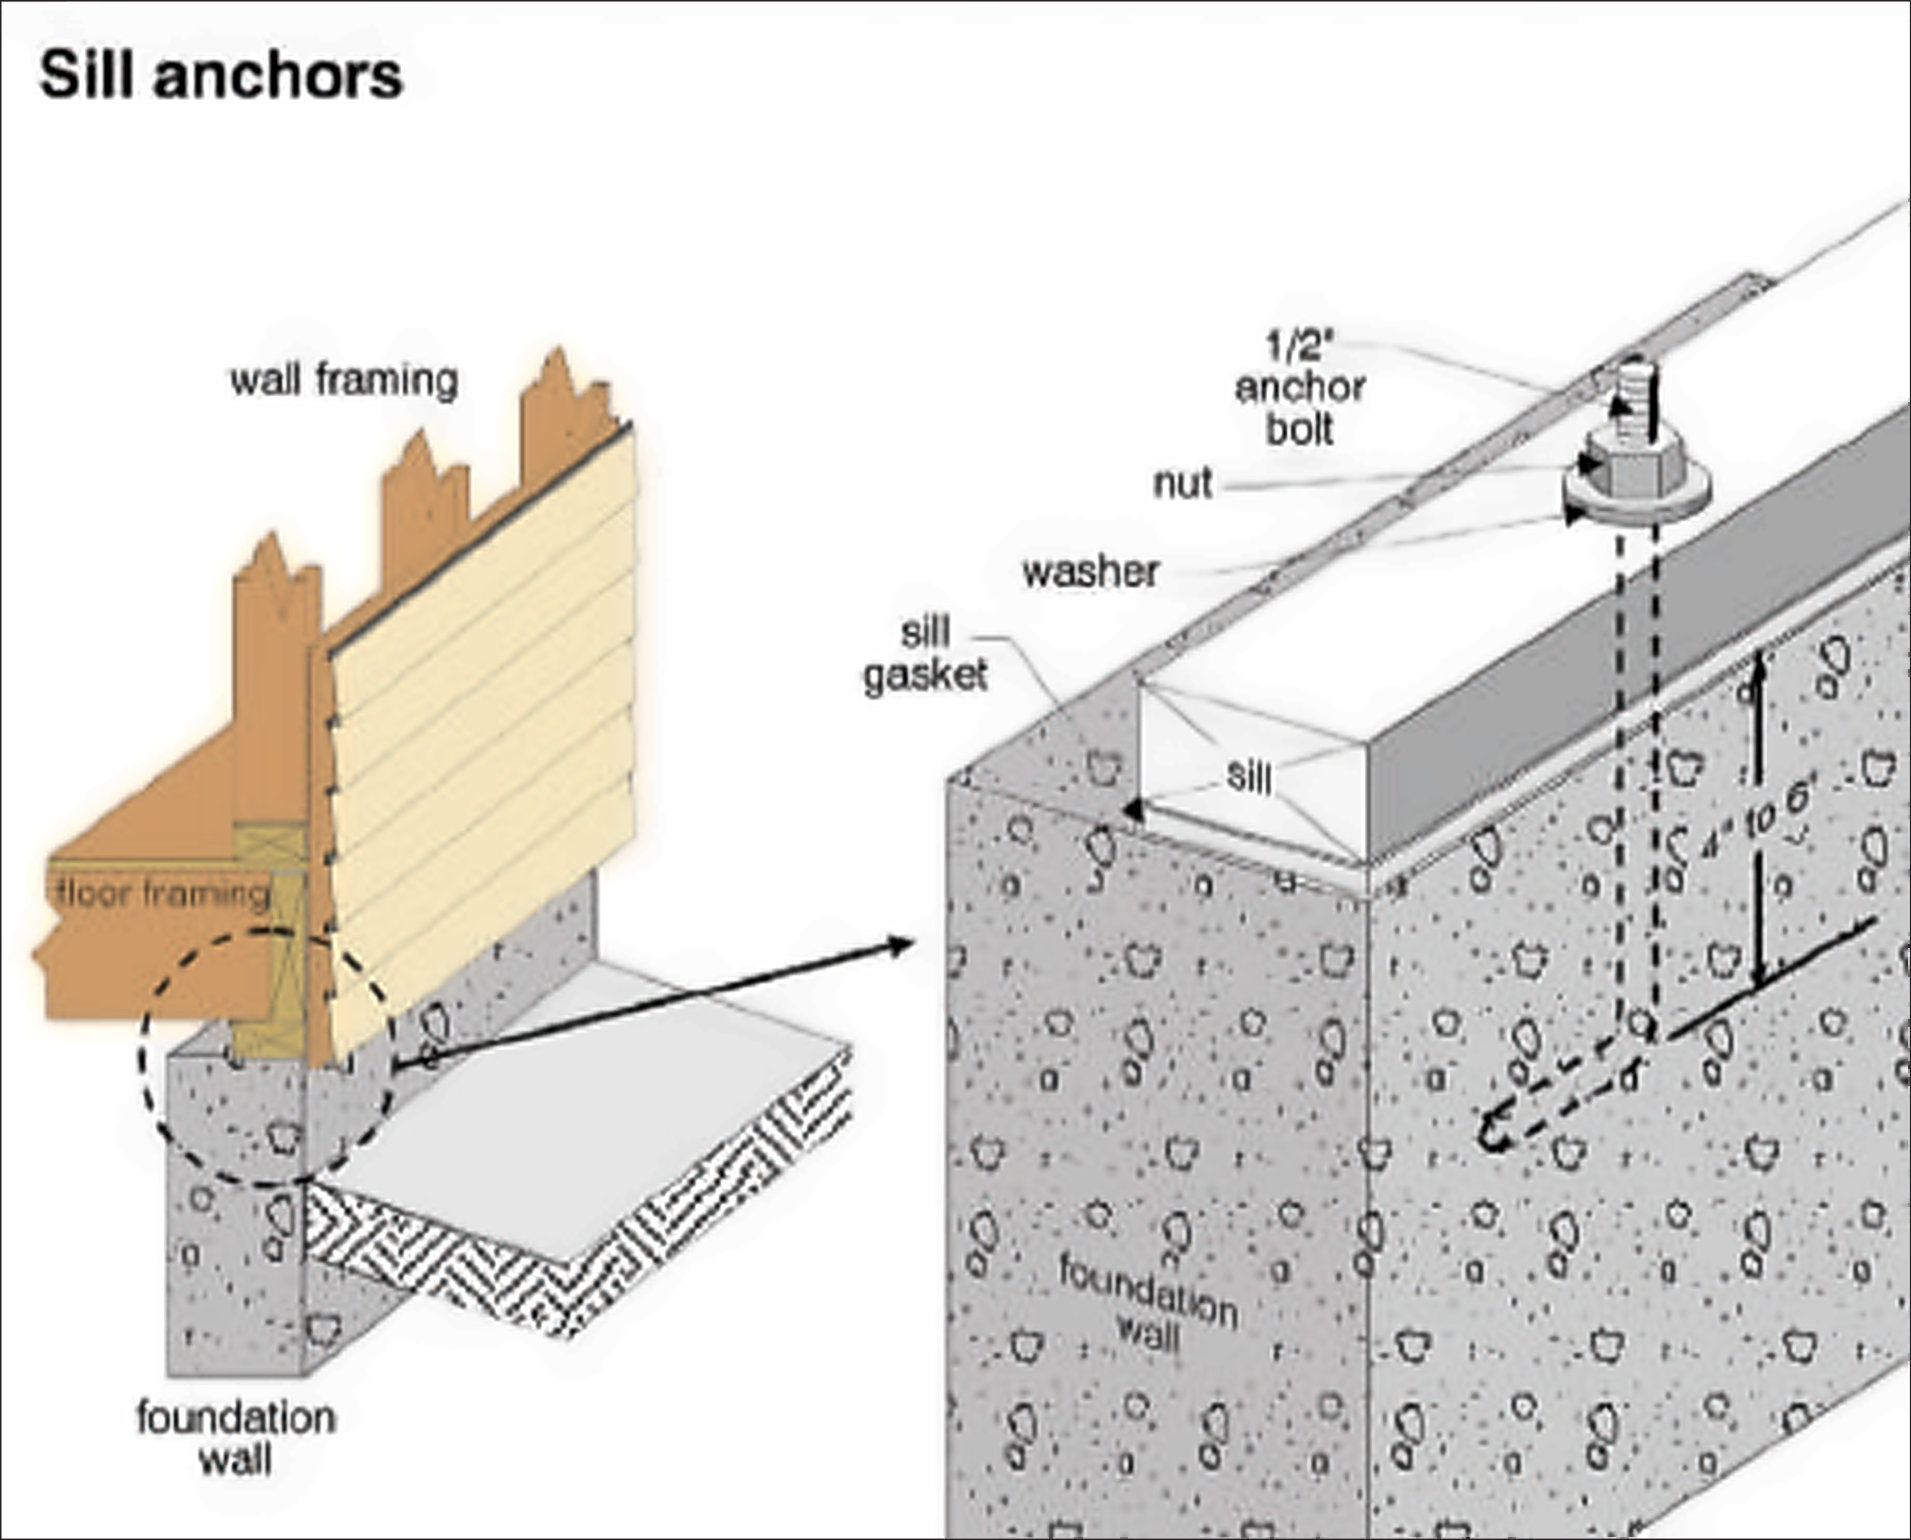 Sill anchors
wall framing
floor framing
foundation
wall
1/2"
anchor
bolt
nut
washer
sill
gasket
sill
4" to 6"
foundation
wall